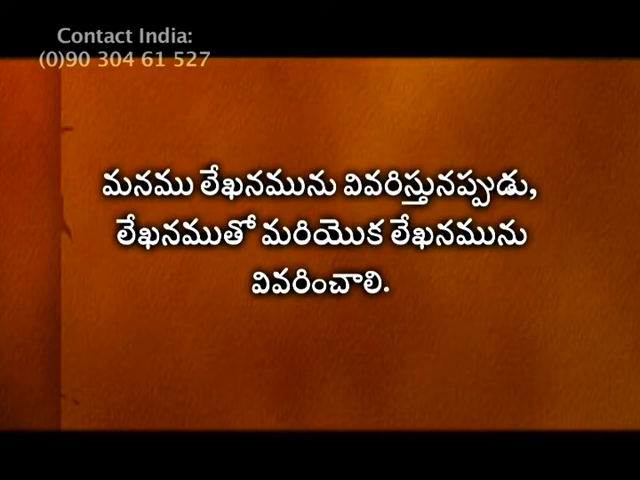 Contact India:
(0)90 304 61 527
మనము లేఖనమును వివరిస్తునప్పుడు,
లేఖనముతో మరియొక లేఖనమును
వివరించాలి.